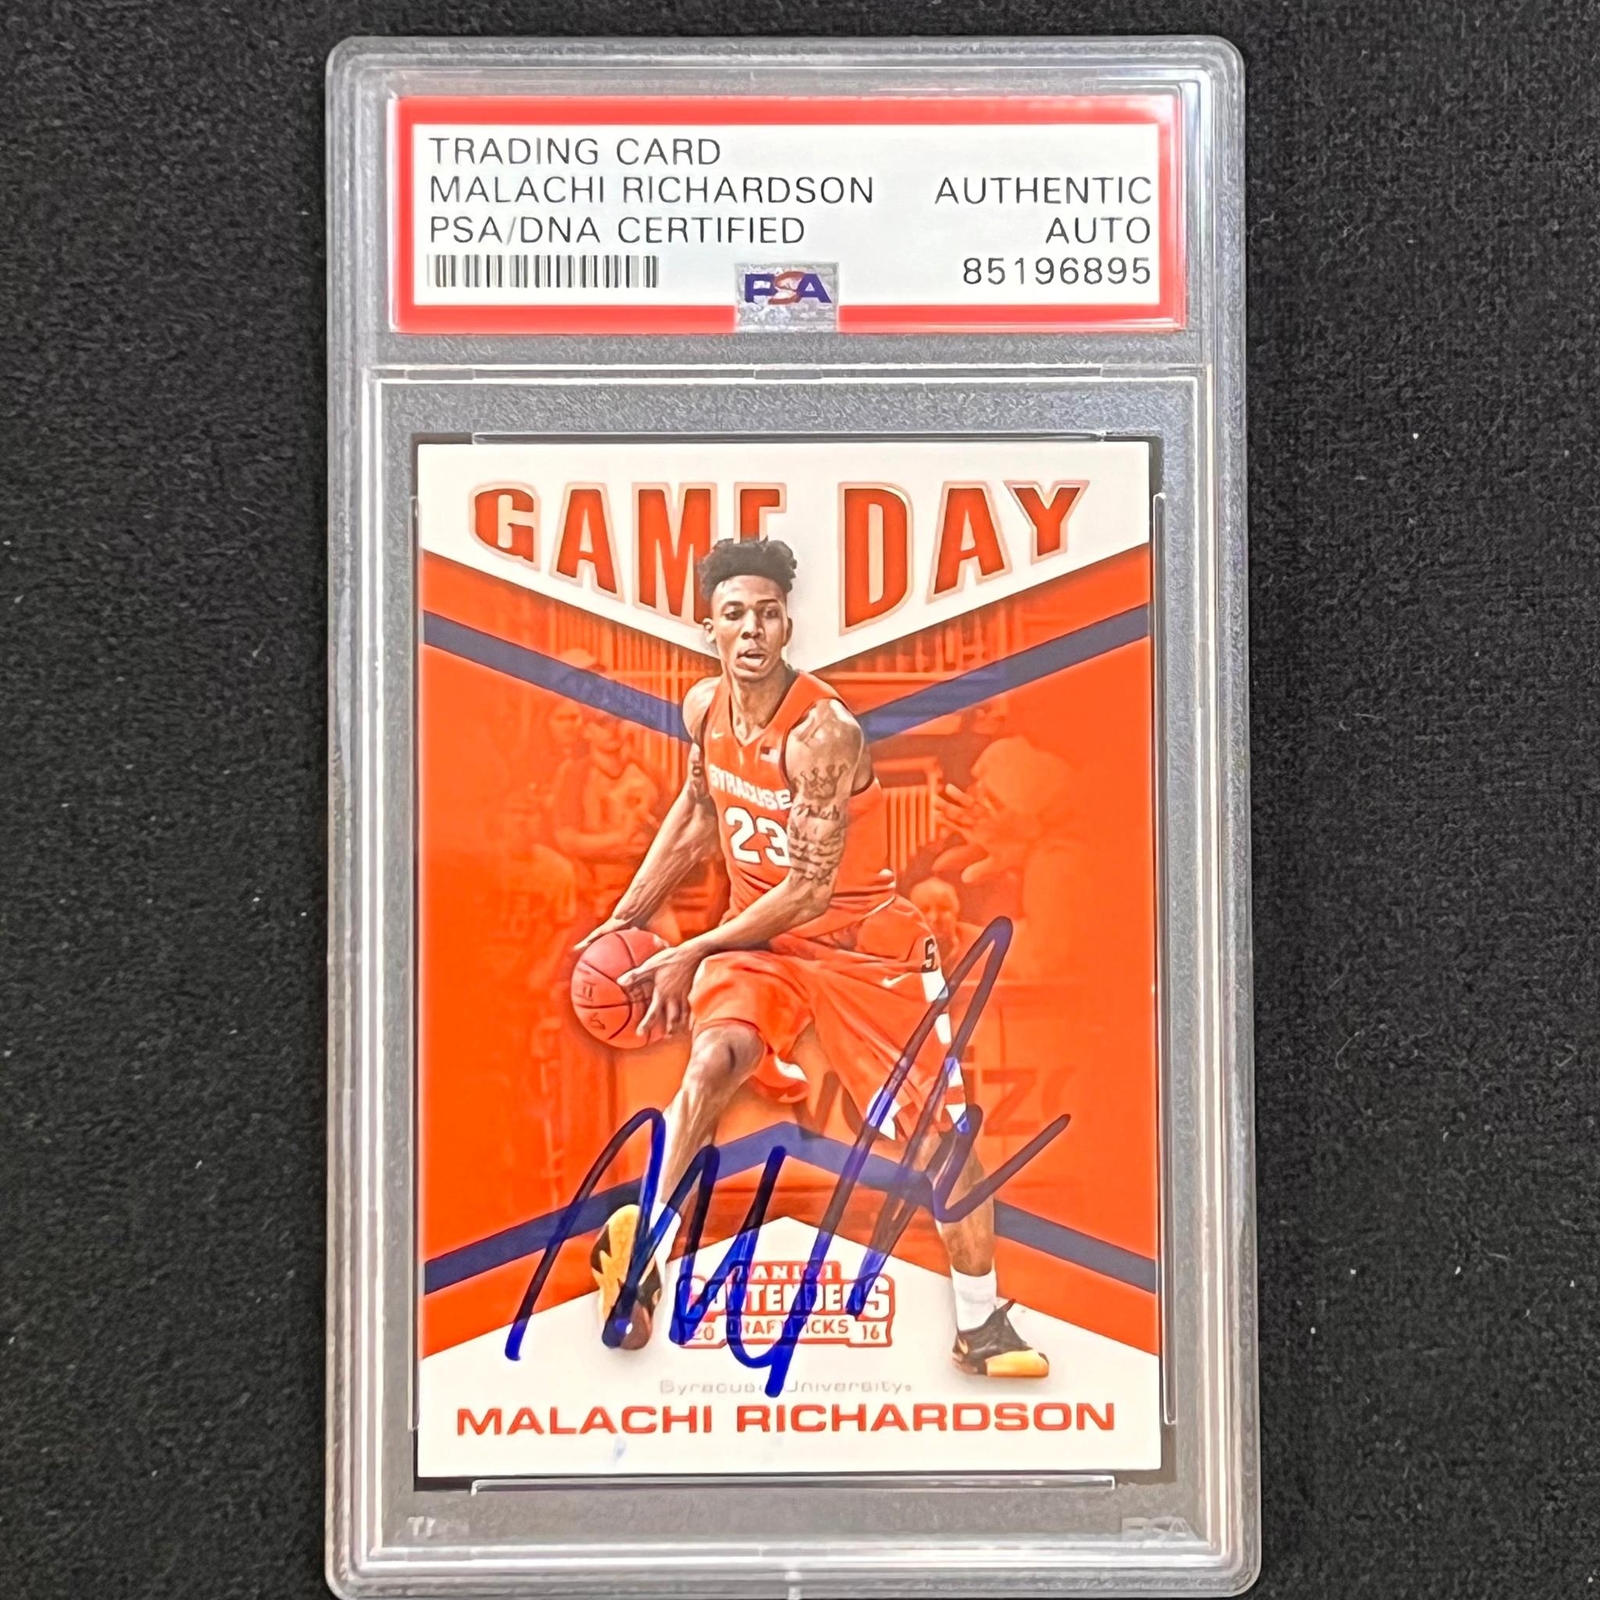 TRADING CARD
MALACHI RICHARDSON AUTHENTIC
PSA/DNA CERTIFIED AUTO
85196895
PSA
GAME DAY
SYRACUSE
23
S
PANINI
CONTENDERS
20 DRAFT PICKS 16
Syracuse University
MALACHI RICHARDSON
PSA